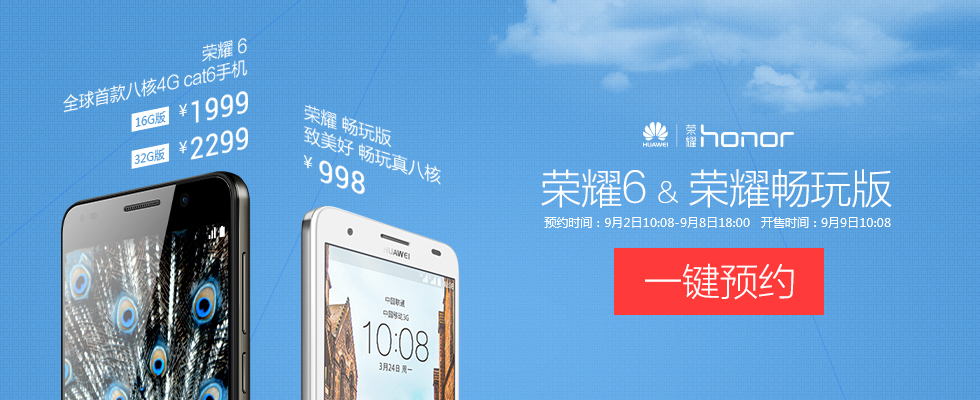 荣耀 6
全球首款八核4G cat6手机
16G版 ¥1999
32G版 ¥2299
荣耀 畅玩版
致美好 畅玩真八核
¥ 998
HUAWEI
中国联通
中国移动3G
10:08
3月24日 周一
HUAWEI 荣耀 honor
荣耀6 & 荣耀畅玩版
预约时间：9月2日10:08-9月8日18:00 开售时间：9月9日10:08
一键预约